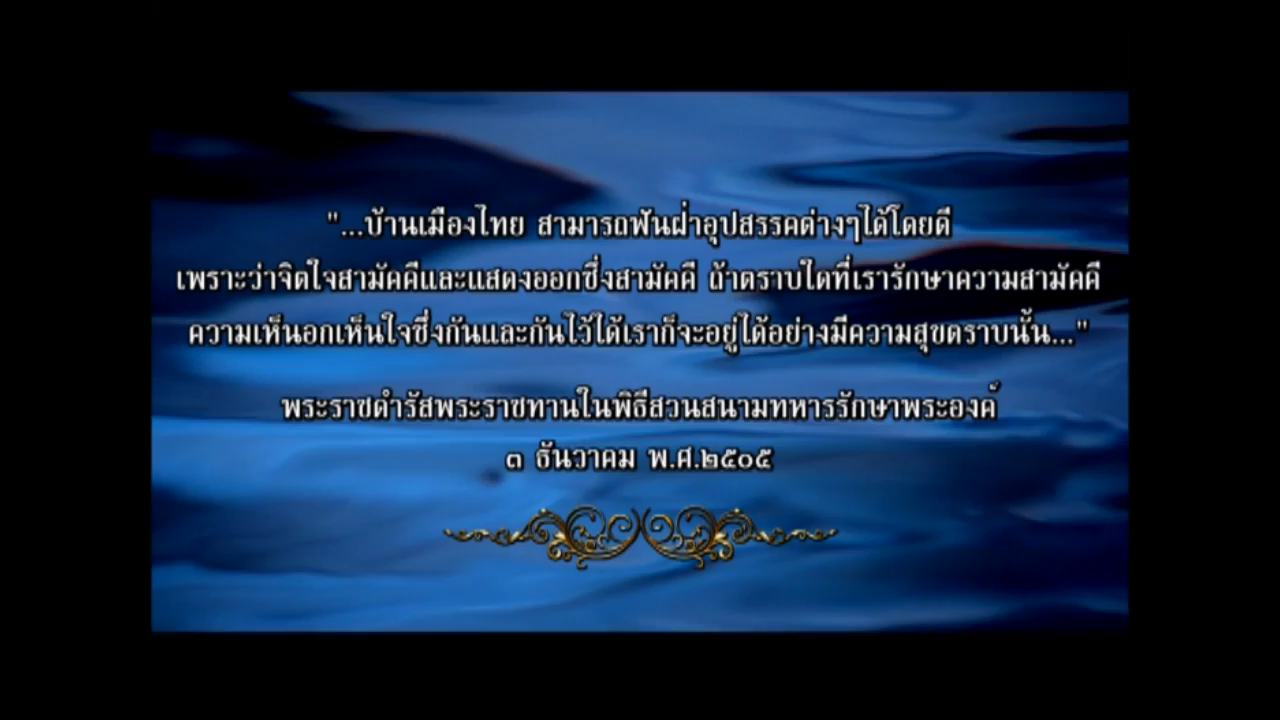 "...บ้านเมืองไทย สามารถฟันฝ่าอุปสรรคต่างๆได้โดยดี
เพราะว่าจิตใจสามัคคีและแสดงออกซึ่งสามัคคี ถ้าตราบใดที่เรารักษาความสามัคคี
ความเห็นอกเห็นใจซึ่งกันและกันไว้ได้เราก็จะอยู่ได้อย่างมีความสุขตราบนั้น..."
พระราชดำรัสพระราชทานในพิธีสวนสนามทหารรักษาพระองค์
๓ ธันวาคม พ.ศ.๒๕๐๕